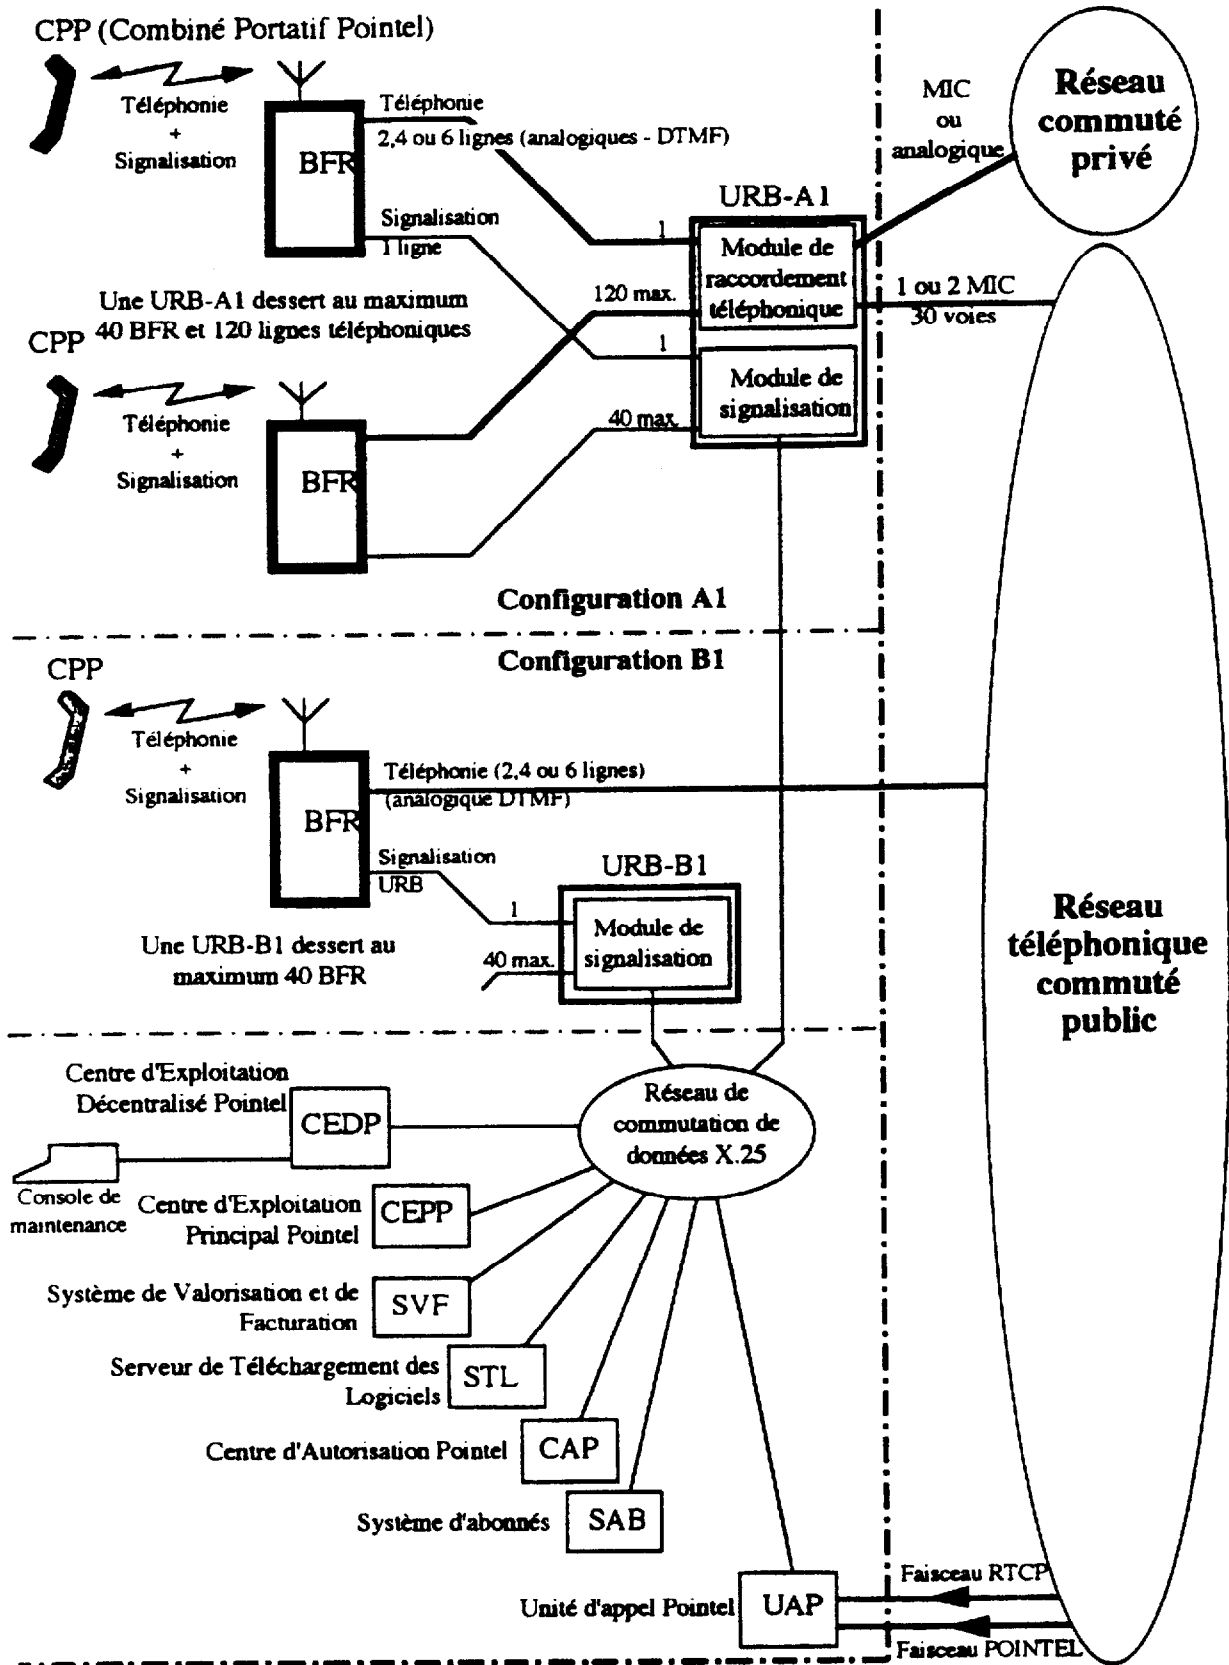 CPP (Combiné Portatif Pointel)
Téléphonie
+
Signalisation
BFR
Téléphonie
2,4 ou 6 lignes (analogiques - DTMF)
Signalisation
1 ligne
MIC
ou
analogique
Réseau
commuté
privé
URB-A1
1
Module de
raccordement
téléphonique
120 max.
1 ou 2 MIC
30 voies
Une URB-A1 dessert au maximum
40 BFR et 120 lignes téléphoniques
1
Module de
signalisation
40 max.
CPP
Téléphonie
+
Signalisation
BFR
Configuration A1
Configuration B1
CPP
Téléphonie
+
Signalisation
BFR
Téléphonie (2,4 ou 6 lignes)
(analogique DTMF)
Signalisation
URB
URB-B1
1
Module de
signalisation
40 max.
Une URB-B1 dessert au
maximum 40 BFR
Réseau
téléphonique
commuté
public
Réseau de
commutation de
données X.25
Centre d'Exploitation
Décentralisé Pointel
CEDP
Console de
maintenance
Centre d'Exploitation
Principal Pointel
CEPP
Système de Valorisation et de
Facturation
SVF
Serveur de Téléchargement des
Logiciels
STL
Centre d'Autorisation Pointel
CAP
Système d'abonnés
SAB
Unité d'appel Pointel
UAP
Faisceau RTCP
Faisceau POINTEL